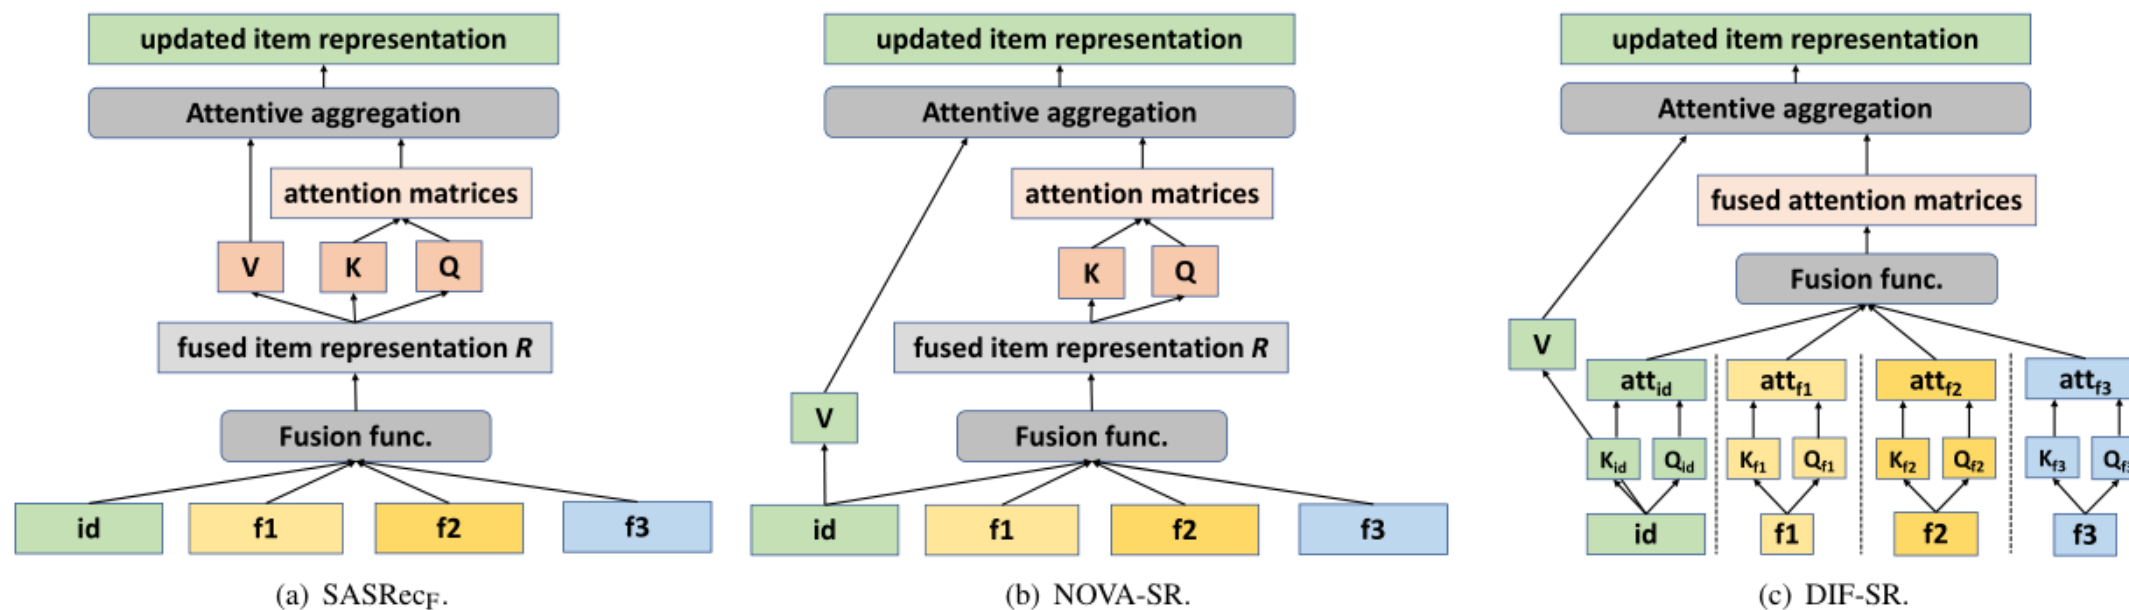 updated item representation
Attentive aggregation
attention matrices
V K Q
fused item representation R
Fusion func.
id f1 f2 f3
(a) SASRecF.
updated item representation
Attentive aggregation
attention matrices
K Q
fused item representation R
V
Fusion func.
id f1 f2 f3
(b) NOVA-SR.
updated item representation
Attentive aggregation
fused attention matrices
Fusion func.
V
attid attf1 attf2 attf3
Kid Qid Kf1 Qf1 Kf2 Qf2 Kf3 Qf3
id f1 f2 f3
(c) DIF-SR.